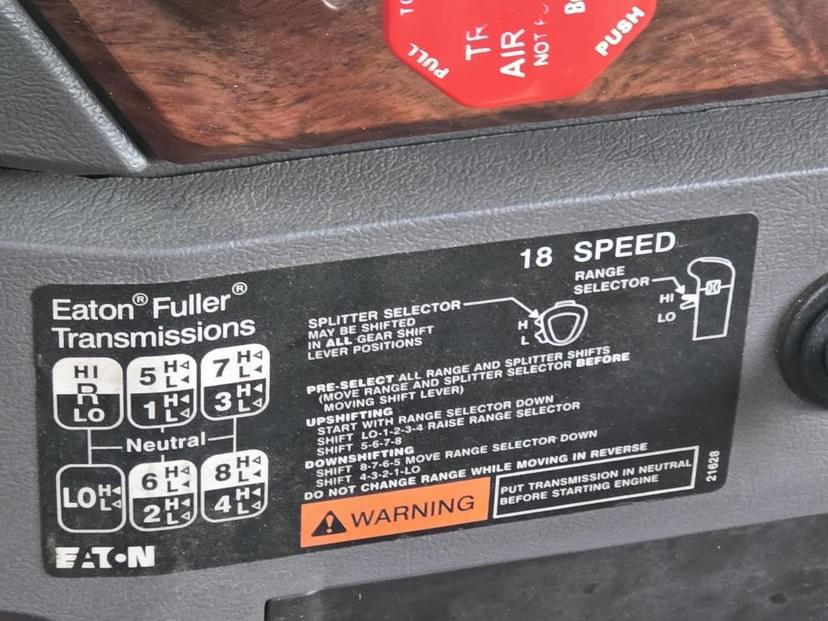 PULL
AIR
NOT
PUSH
18 SPEED
Eaton® Fuller®
Transmissions
SPLITTER SELECTOR
MAY BE SHIFTED
IN ALL GEAR SHIFT
LEVER POSITIONS
H
L
RANGE
SELECTOR
HI
LO
HI
R
LO
5 H L
1 H L
7 H L
3 H L
Neutral
LO H L
6 H L
2 H L
8 H L
4 H L
PRE-SELECT ALL RANGE AND SPLITTER SHIFTS
(MOVE RANGE AND SPLITTER SELECTOR BEFORE
MOVING SHIFT LEVER)
UPSHIFTING
START WITH RANGE SELECTOR DOWN
SHIFT LO-1-2-3-4 RAISE RANGE SELECTOR
SHIFT 5-6-7-8
DOWNSHIFTING
SHIFT 8-7-6-5 MOVE RANGE SELECTOR DOWN
SHIFT 4-3-2-1-LO
DO NOT CHANGE RANGE WHILE MOVING IN REVERSE
WARNING
PUT TRANSMISSION IN NEUTRAL
BEFORE STARTING ENGINE
21628
EATON